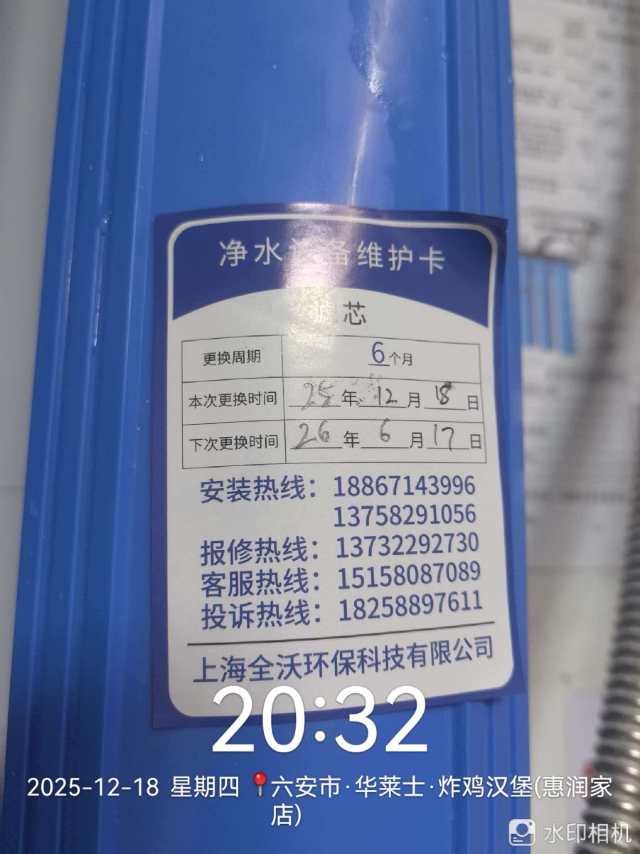 净水设备维护卡
滤芯
更换周期 6个月
本次更换时间 25年12月18日
下次更换时间 26年6月17日
安装热线：18867143996
13758291056
报修热线：13732292730
客服热线：15158087089
投诉热线：18258897611
上海全沃环保科技有限公司
20:32
2025-12-18 星期四 六安市·华莱士·炸鸡汉堡(惠润家
店)
水印相机